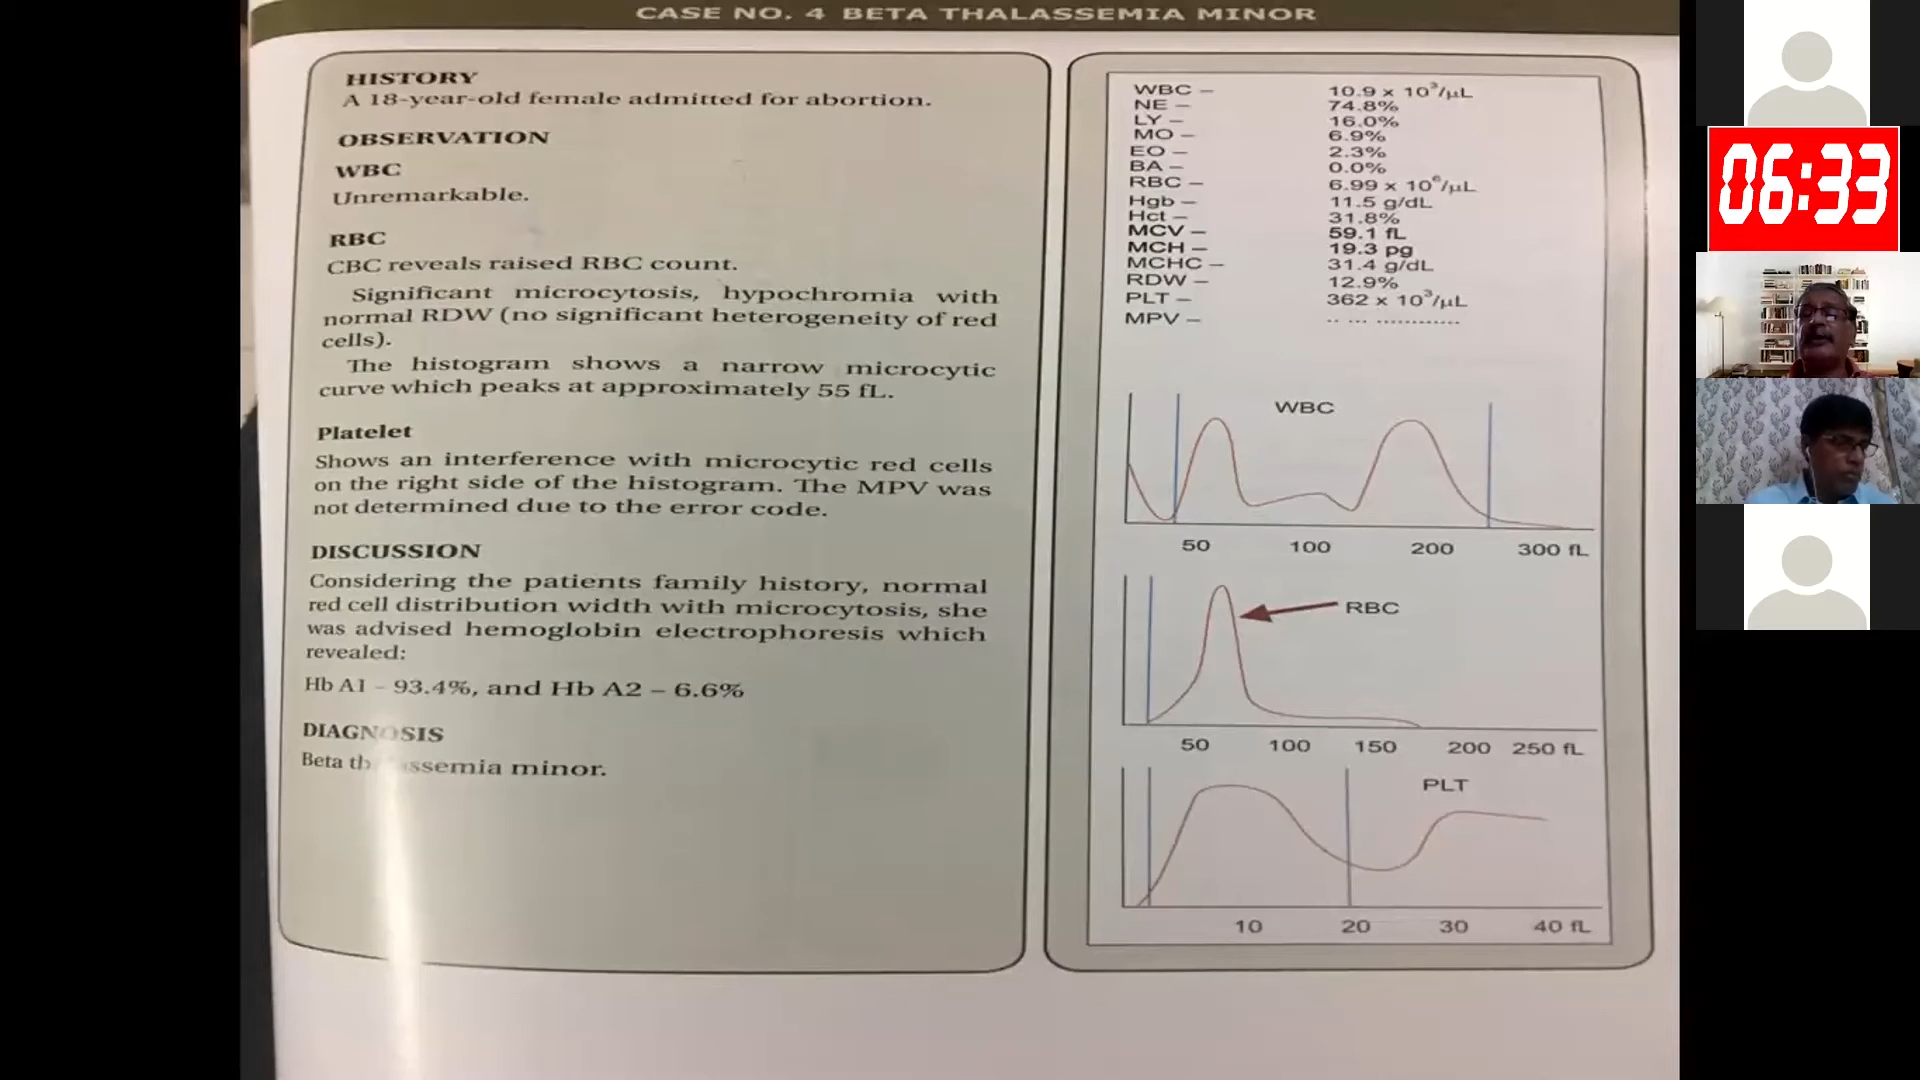 CASE NO. 4 BETA THALASSEMIA MINOR
HISTORY
A 18-year-old female admitted for abortion.
OBSERVATION
WBC
Unremarkable.
RBC
CBC reveals raised RBC count.
Significant microcytosis, hypochromia with
normal RDW (no significant heterogeneity of red
cells).
The histogram shows a narrow microcytic
curve which peaks at approximately 55 fL.
Platelet
Shows an interference with microcytic red cells
on the right side of the histogram. The MPV was
not determined due to the error code.
DISCUSSION
Considering the patients family history, normal
red cell distribution width with microcytosis, she
was advised hemoglobin electrophoresis which
revealed:
Hb A1 – 93.4%, and Hb A2 – 6.6%
DIAGNOSIS
Beta thalassemia minor.
WBC – 10.9 x 10³/µL
NE – 74.8%
LY – 16.0%
MO – 6.9%
EO – 2.3%
BA – 0.0%
RBC – 6.99 x 10⁶/µL
Hgb – 11.5 g/dL
Hct – 31.8%
MCV – 59.1 fL
MCH – 19.3 pg
MCHC – 31.4 g/dL
RDW – 12.9%
PLT – 362 x 10³/µL
MPV – .. ... ............
WBC
50 100 200 300 fL
RBC
50 100 150 200 250 fL
PLT
10 20 30 40 fL
06:33